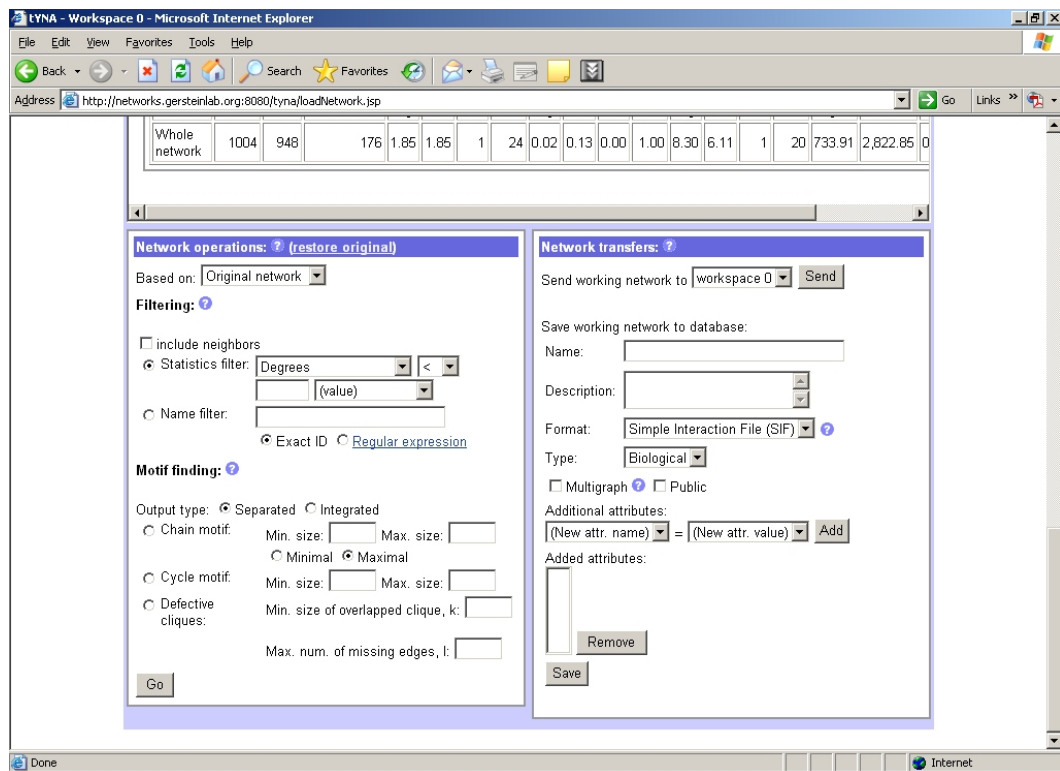 tYNA - Workspace 0 - Microsoft Internet Explorer
File Edit View Favorites Tools Help
Back Search Favorites
Address http://networks.gersteinlab.org:8080/tyna/loadNetwork.jsp Go Links »
Whole network 1004 948 176 1.85 1.85 1 24 0.02 0.13 0.00 1.00 8.30 6.11 1 20 733.91 2,822.85 0
Network operations: ? (restore original)
Based on: Original network
Filtering: ?
include neighbors
Statistics filter: Degrees <
(value)
Name filter:
Exact ID Regular expression
Motif finding: ?
Output type: Separated Integrated
Chain motif: Min. size: Max. size:
Minimal Maximal
Cycle motif: Min. size: Max. size:
Defective cliques: Min. size of overlapped clique, k:
Max. num. of missing edges, l:
Go
Network transfers: ?
Send working network to workspace 0 Send
Save working network to database:
Name:
Description:
Format: Simple Interaction File (SIF) ?
Type: Biological
Multigraph ? Public
Additional attributes:
(New attr. name) = (New attr. value) Add
Added attributes:
Remove
Save
Done Internet